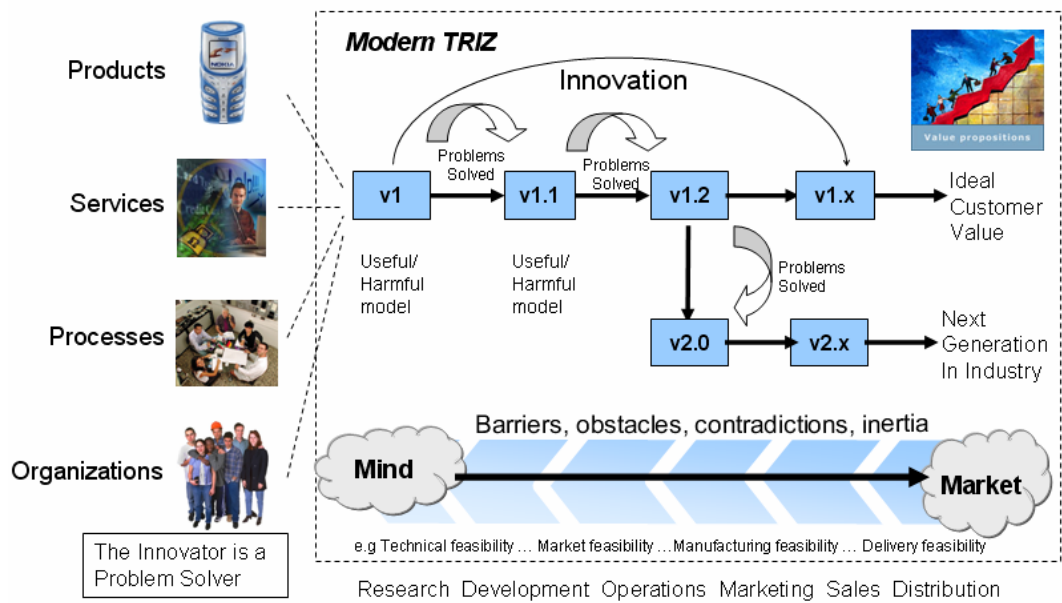 Modern TRIZ
Products
NOKIA
Innovation
Value propositions
Problems
Solved
Problems
Solved
Services
v1
v1.1
v1.2
v1.x
Ideal
Customer
Value
Useful/
Harmful
model
Useful/
Harmful
model
Problems
Solved
Processes
v2.0
v2.x
Next
Generation
In Industry
Barriers, obstacles, contradictions, inertia
Organizations
Mind
Market
The Innovator is a
Problem Solver
e.g Technical feasibility ... Market feasibility ...Manufacturing feasibility ... Delivery feasibility
Research Development Operations Marketing Sales Distribution